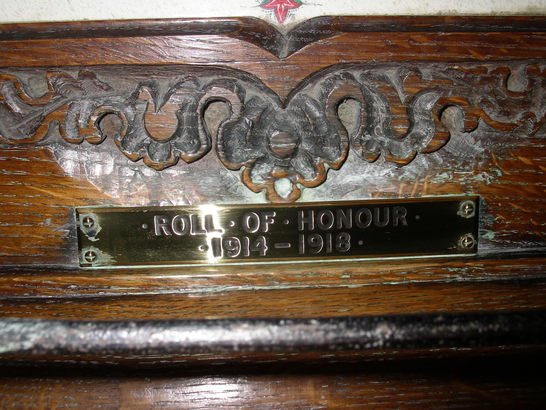 · ROLL · OF · HONOUR ·
· 1914 – 1918 ·